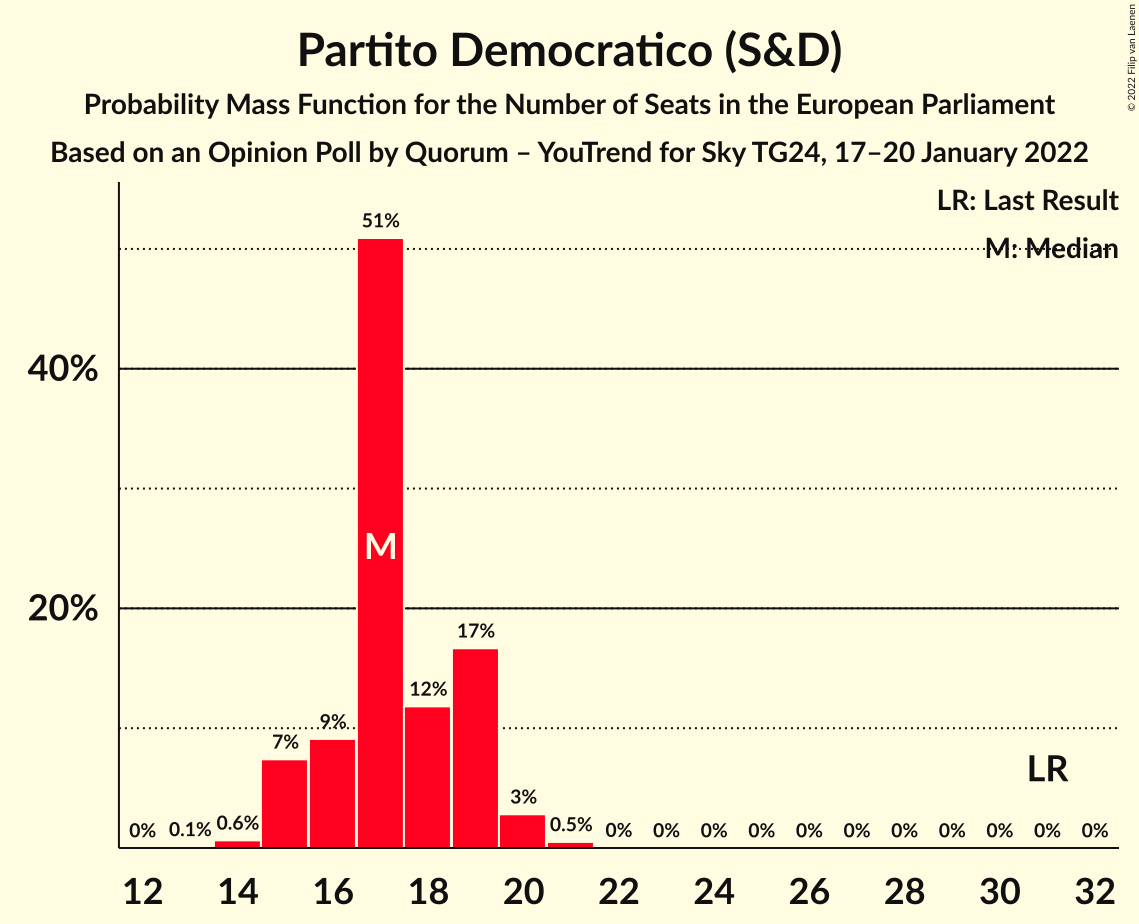 Partito Democratico (S&D)
Probability Mass Function for the Number of Seats in the European Parliament
Based on an Opinion Poll by Quorum – YouTrend for Sky TG24, 17–20 January 2022
© 2022 Filip van Laenen
LR: Last Result
M: Median
40%
20%
0% 0.1% 0.6% 7% 9% 51% 12% 17% 3% 0.5% 0% 0% 0% 0% 0% 0% 0% 0% 0% 0% 0%
M
LR
12 14 16 18 20 22 24 26 28 30 32